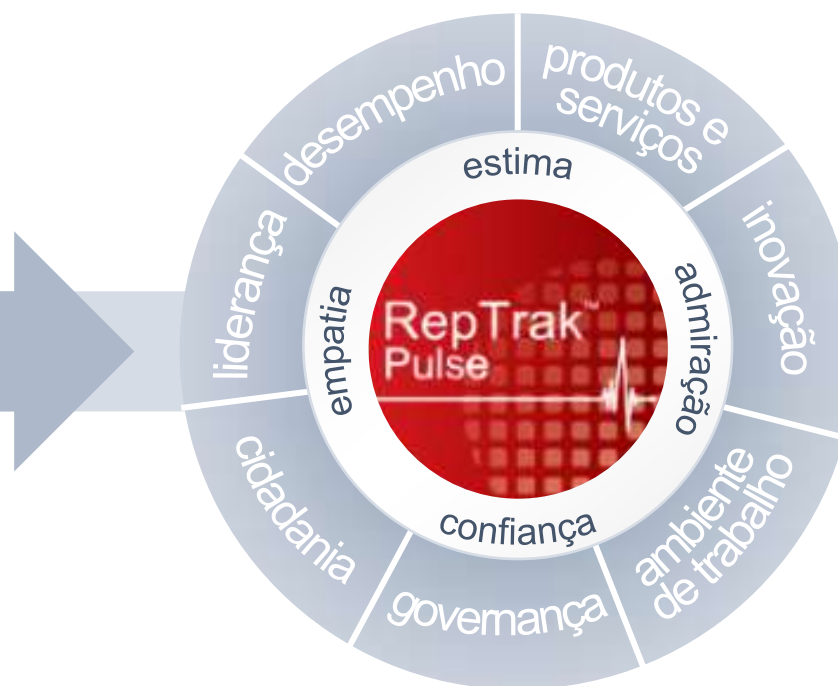 desempenho
produtos e
serviços
inovação
ambiente
de trabalho
governança
cidadania
liderança
estima
admiração
confiança
empatia
RepTrak™
Pulse